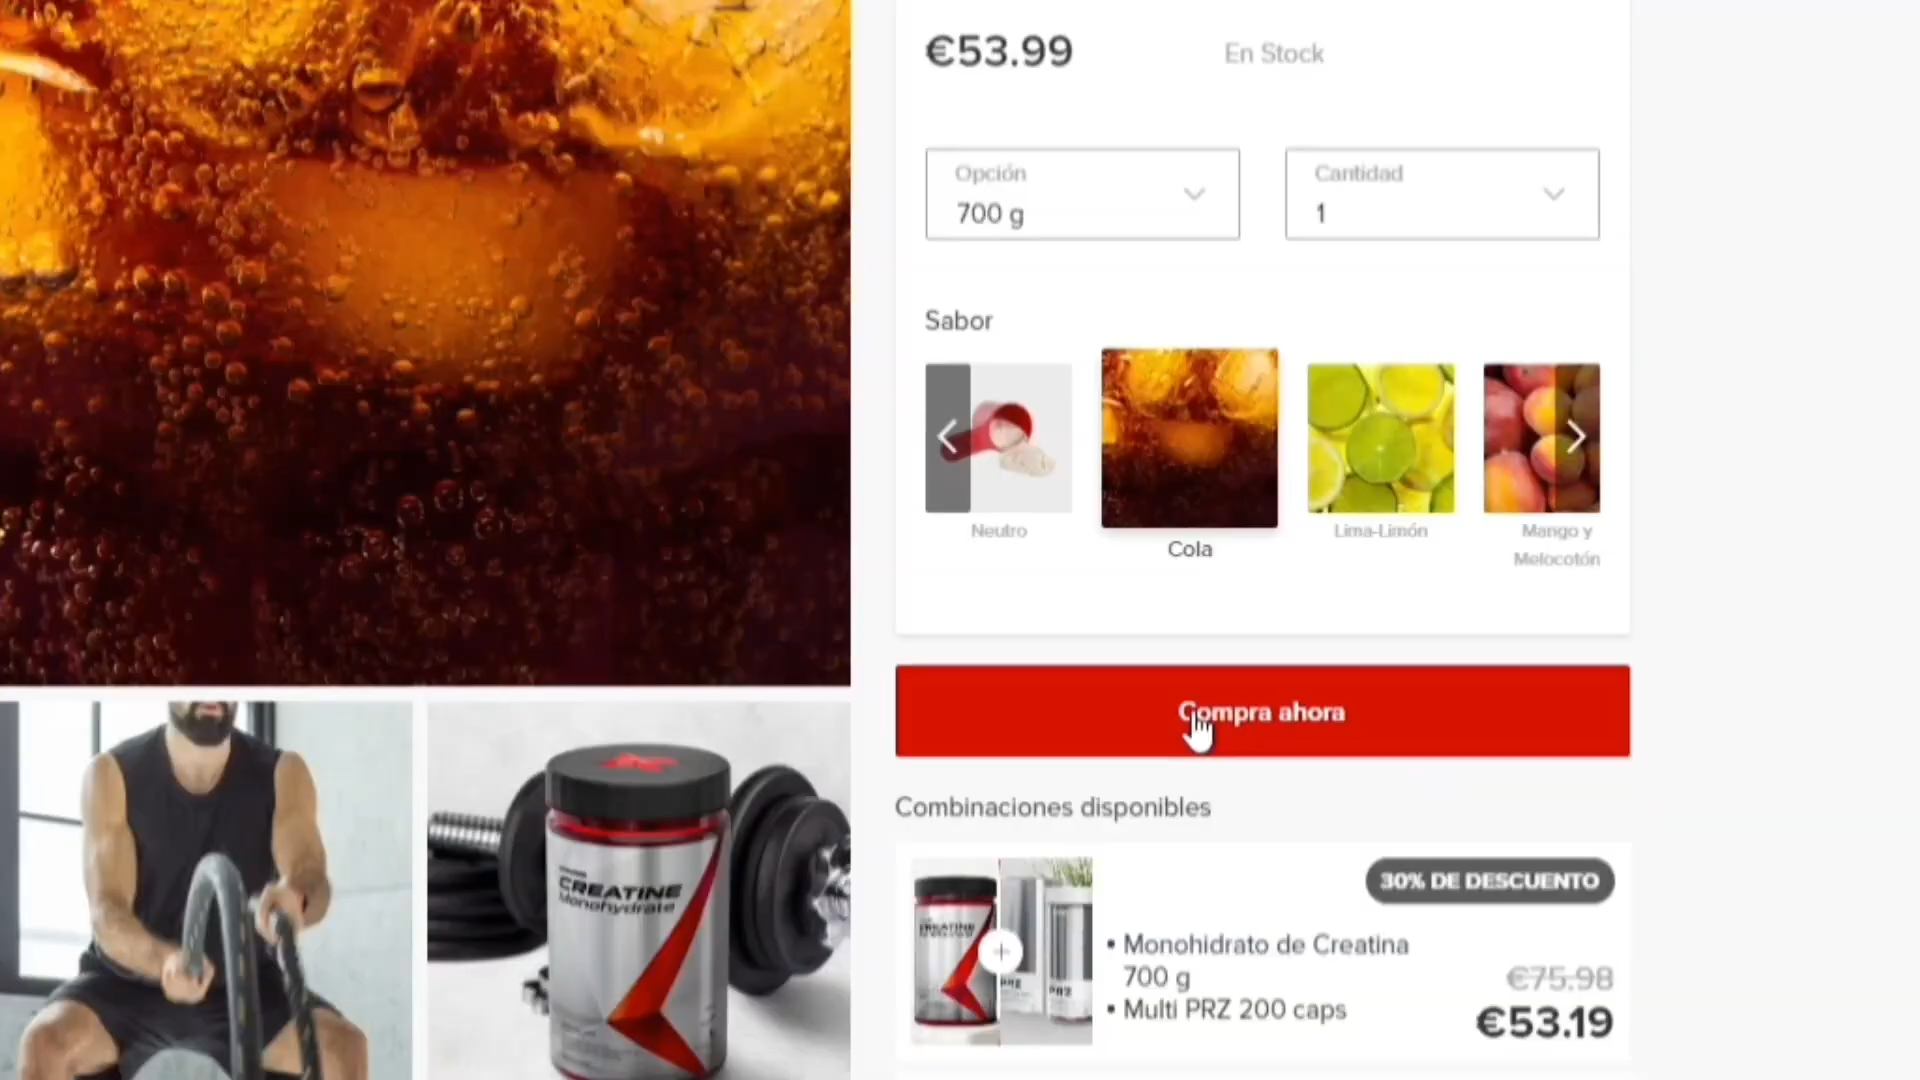 €53.99
En Stock
Opción
700 g
Cantidad
1
Sabor
Neutro
Cola
Lima-Limón
Mango y
Melocotón
Compra ahora
Combinaciones disponibles
CREATINE
Monohydrate
30% DE DESCUENTO
• Monohidrato de Creatina
700 g
• Multi PRZ 200 caps
€75.98
€53.19